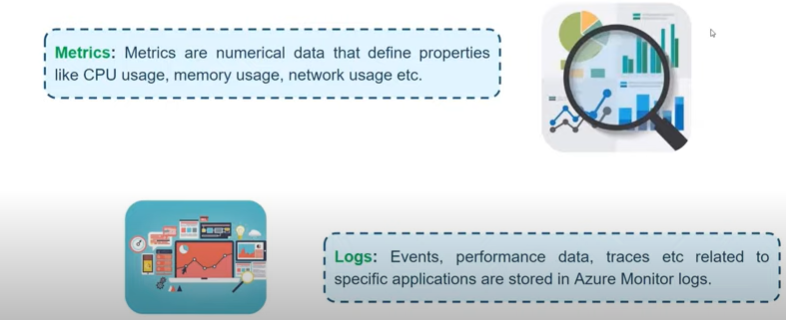 Metrics: Metrics are numerical data that define properties
like CPU usage, memory usage, network usage etc.
Logs: Events, performance data, traces etc related to
specific applications are stored in Azure Monitor logs.